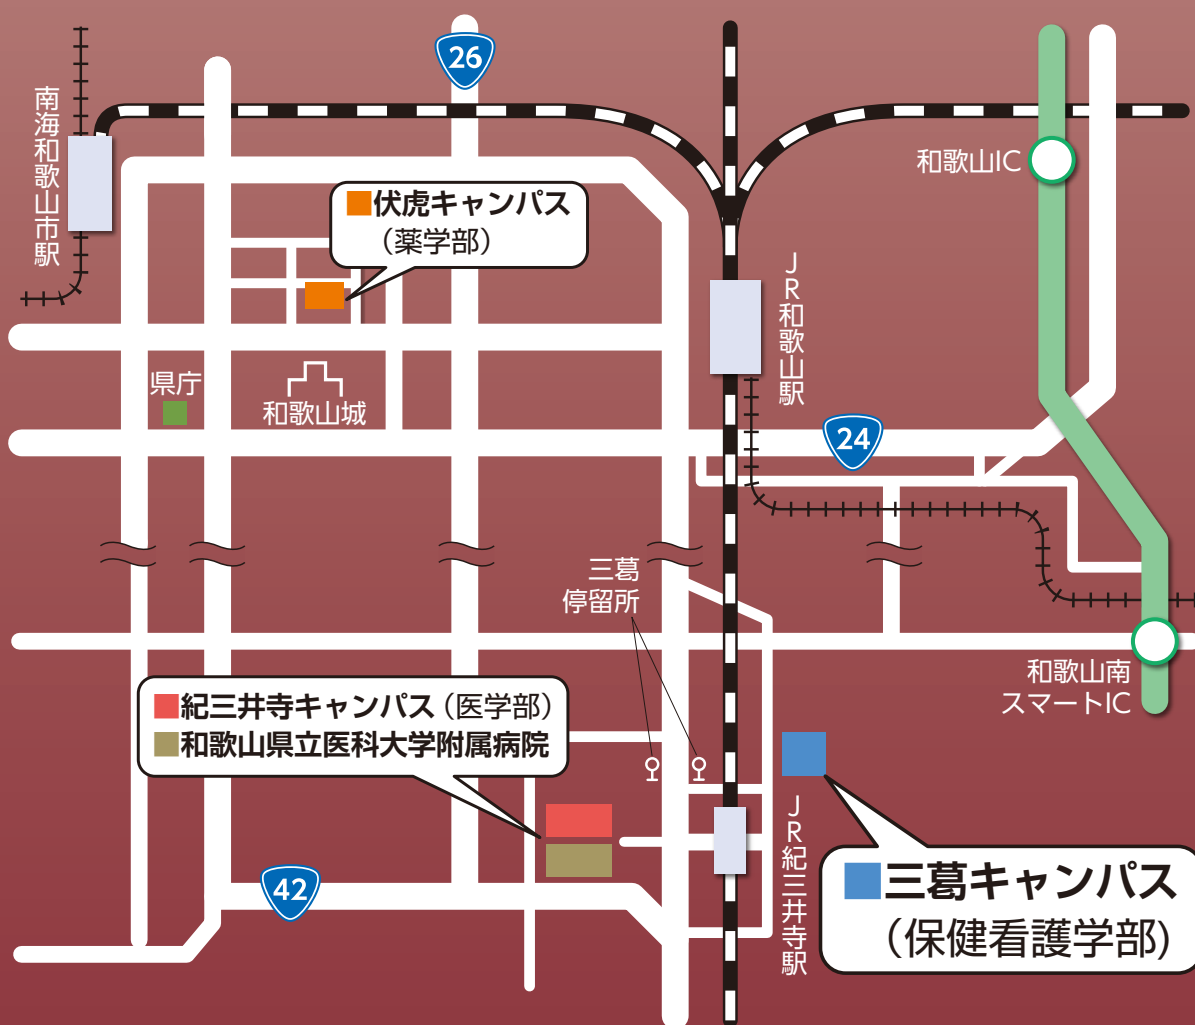 26
南海和歌山市駅
和歌山IC
■伏虎キャンパス
(薬学部)
JR和歌山駅
県庁
和歌山城
24
三葛
停留所
和歌山南
スマートIC
■紀三井寺キャンパス(医学部)
■和歌山県立医科大学附属病院
JR紀三井寺駅
42
■三葛キャンパス
(保健看護学部)